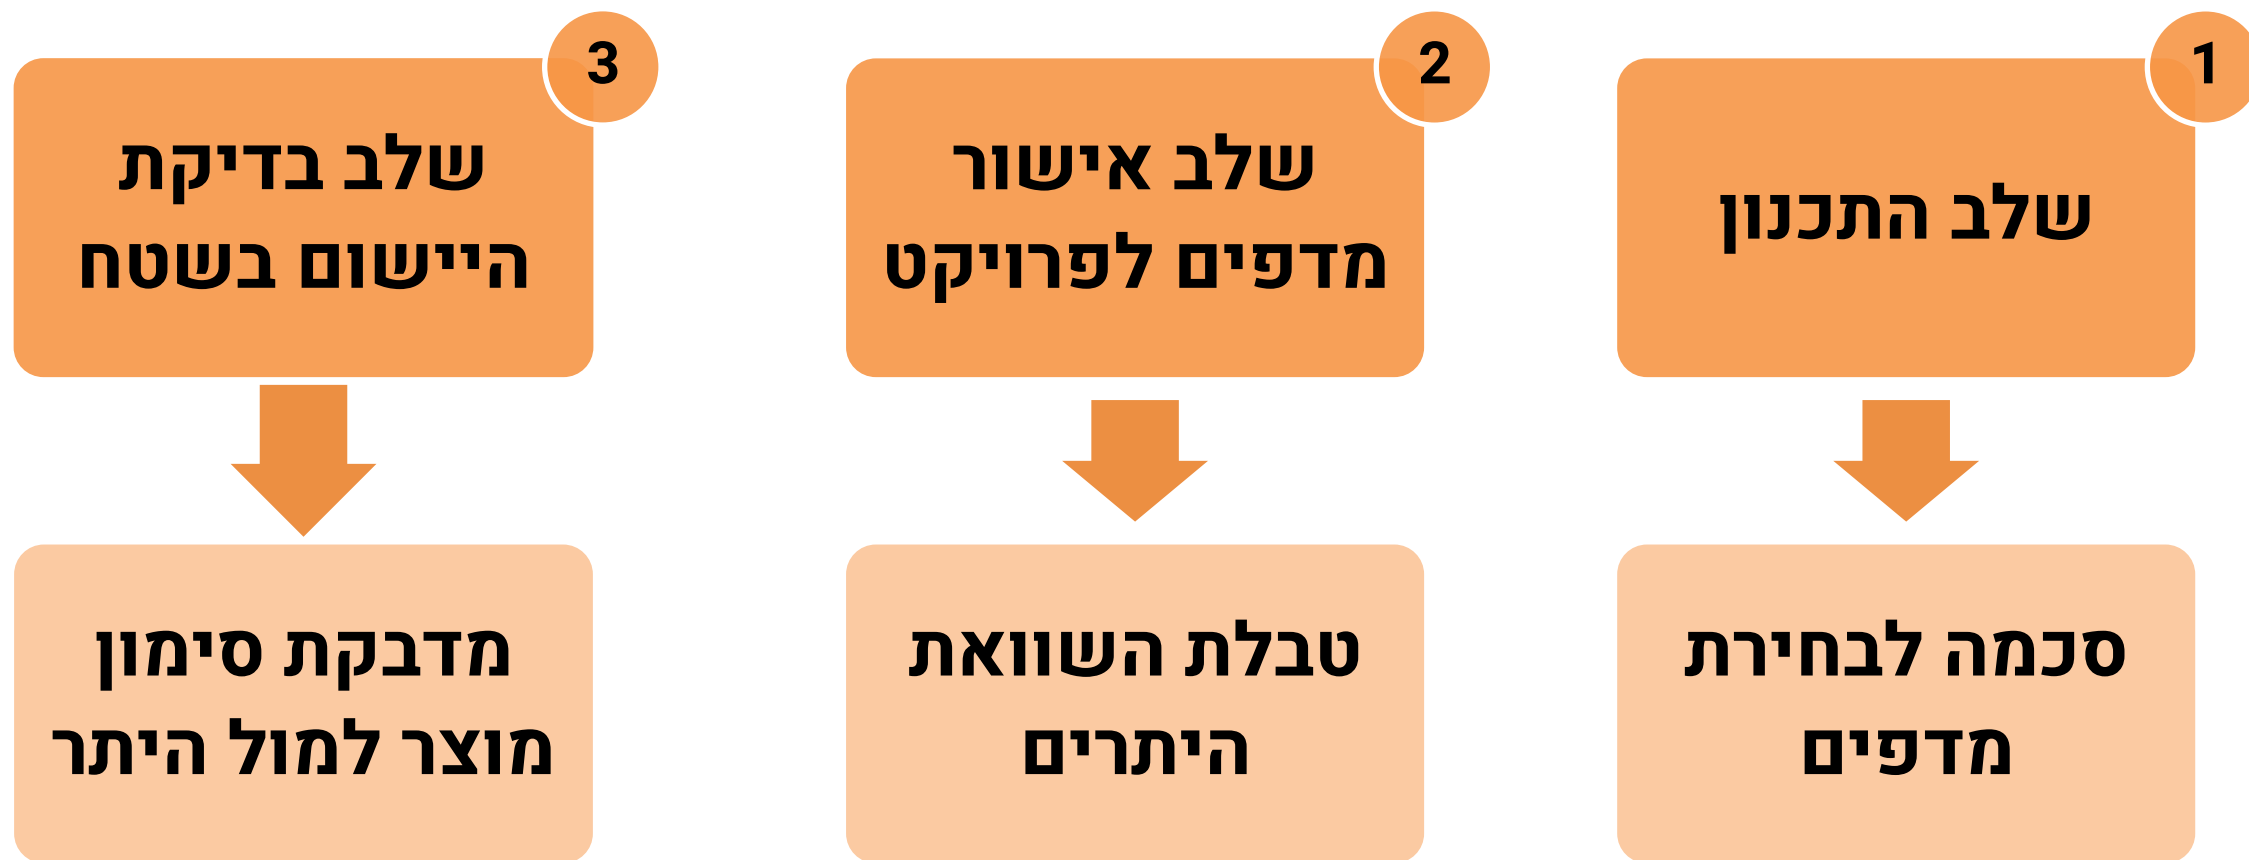 1
שלב התכנון
סכמה לבחירת
מדפים
2
שלב אישור
מדפים לפרויקט
טבלת השוואת
היתרים
3
שלב בדיקת
היישום בשטח
מדבקת סימון
מוצר למול היתר